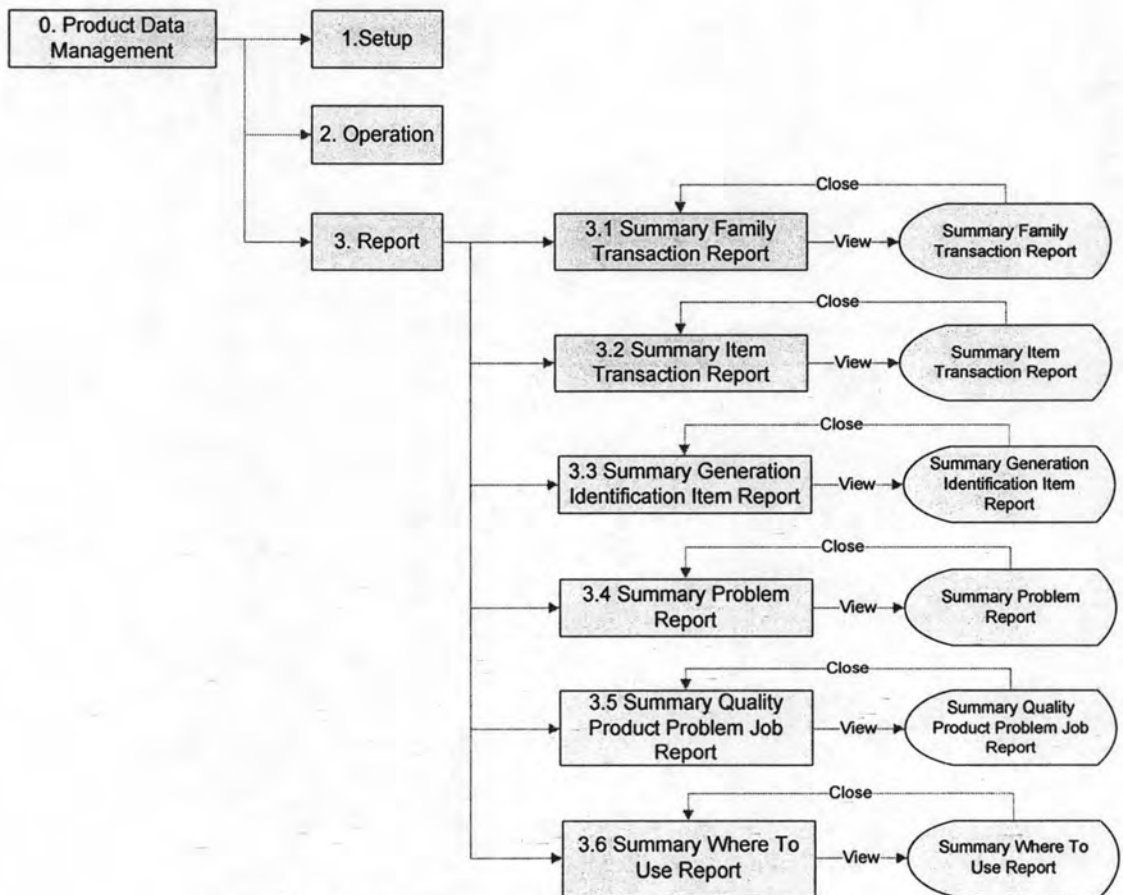 0. Product Data
Management
1.Setup
2. Operation
3. Report
Close
3.1 Summary Family
Transaction Report
View
Summary Family
Transaction Report
Close
3.2 Summary Item
Transaction Report
View
Summary Item
Transaction Report
Close
3.3 Summary Generation
Identification Item Report
View
Summary Generation
Identification Item
Report
Close
3.4 Summary Problem
Report
View
Summary Problem
Report
Close
3.5 Summary Quality
Product Problem Job
Report
View
Summary Quality
Product Problem Job
Report
Close
3.6 Summary Where To
Use Report
View
Summary Where To
Use Report